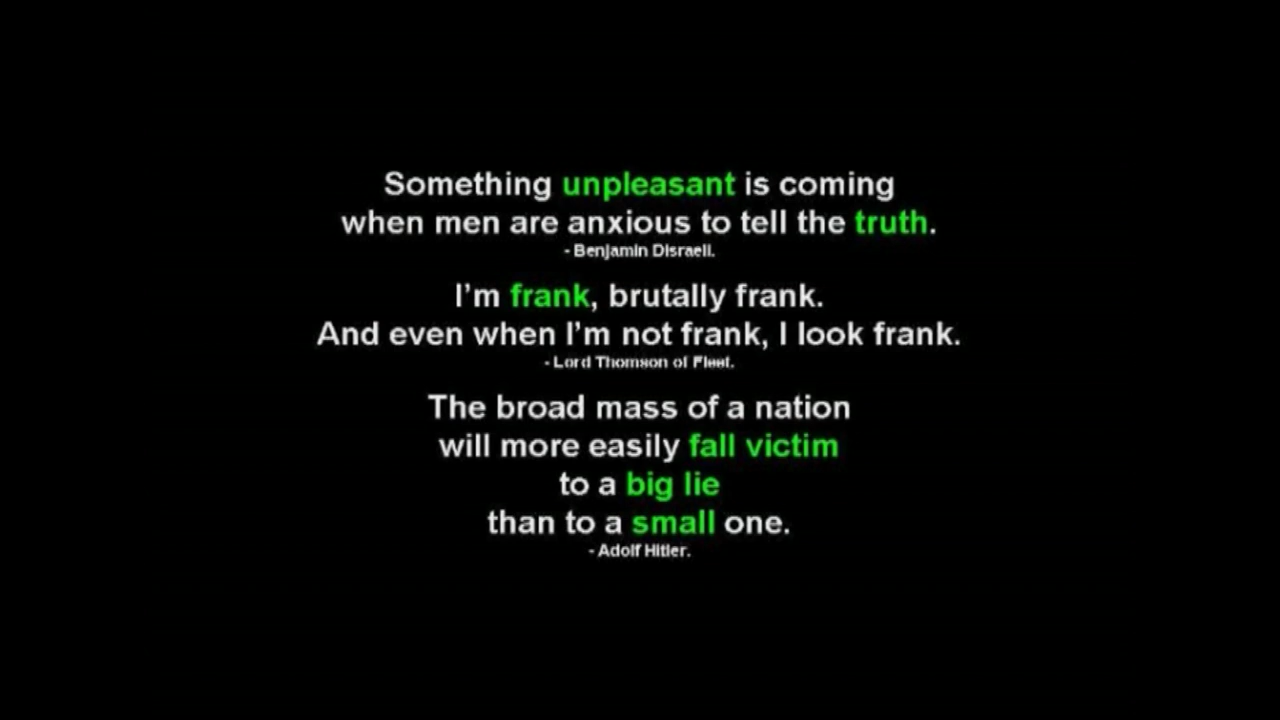 Something unpleasant is coming
when men are anxious to tell the truth.
- Benjamin Disraeli.
I’m frank, brutally frank.
And even when I’m not frank, I look frank.
- Lord Thomson of Fleet.
The broad mass of a nation
will more easily fall victim
to a big lie
than to a small one.
- Adolf Hitler.